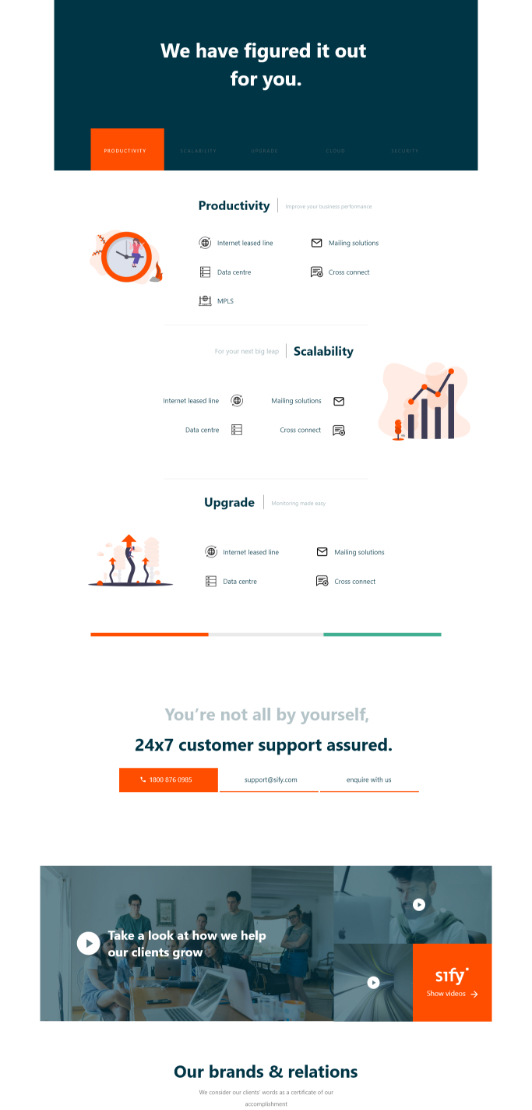 We have figured it out
for you.
PRODUCTIVITY
SCALABILITY
UPGRADE
CLOUD
SECURITY
Productivity
Improve your business performance
Internet leased line
Mailing solutions
Data centre
Cross connect
MPLS
For your next big leap
Scalability
Internet leased line
Mailing solutions
Data centre
Cross connect
Upgrade
Monitoring made easy
Internet leased line
Mailing solutions
Data centre
Cross connect
You're not all by yourself,
24x7 customer support assured.
1800 876 0985
support@sify.com
enquire with us
Take a look at how we help
our clients grow
sify
Show videos
Our brands & relations
We consider our clients' words as a certificate of our
accomplishment